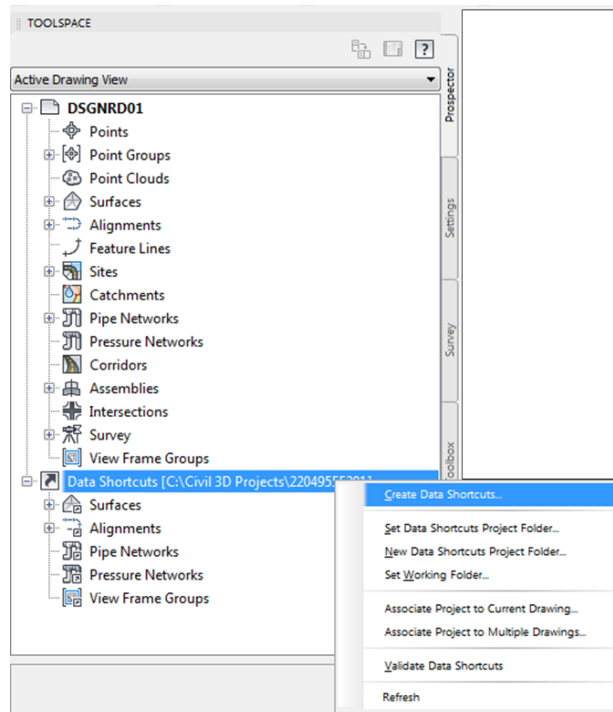 TOOLSPACE
?
Active Drawing View
DSGNRD01
Points
Point Groups
Point Clouds
Surfaces
Alignments
Feature Lines
Sites
Catchments
Pipe Networks
Pressure Networks
Corridors
Assemblies
Intersections
Survey
View Frame Groups
Data Shortcuts [C:\Civil 3D Projects\
Surfaces
Alignments
Pipe Networks
Pressure Networks
View Frame Groups
Prospector
Settings
Survey
Create Data Shortcuts...
Set Data Shortcuts Project Folder...
New Data Shortcuts Project Folder...
Set Working Folder...
Associate Project to Current Drawing...
Associate Project to Multiple Drawings...
Validate Data Shortcuts
Refresh